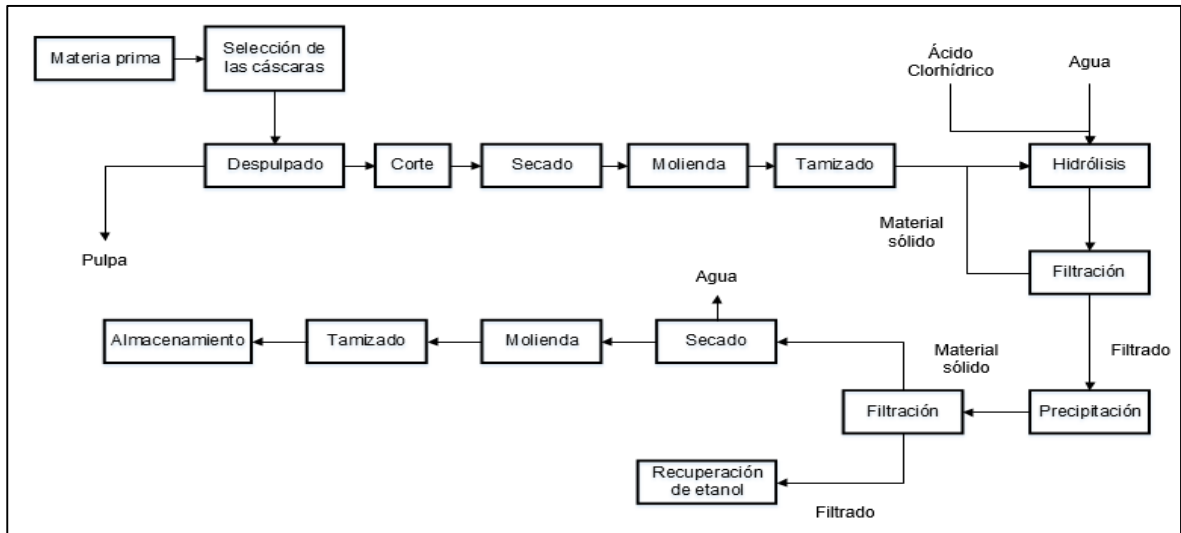 Materia prima
Selección de
las cáscaras
Ácido
Clorhídrico
Agua
Despulpado
Corte
Secado
Molienda
Tamizado
Hidrólisis
Pulpa
Material
sólido
Filtración
Agua
Almacenamiento
Tamizado
Molienda
Secado
Material
sólido
Filtrado
Filtración
Precipitación
Recuperación
de etanol
Filtrado